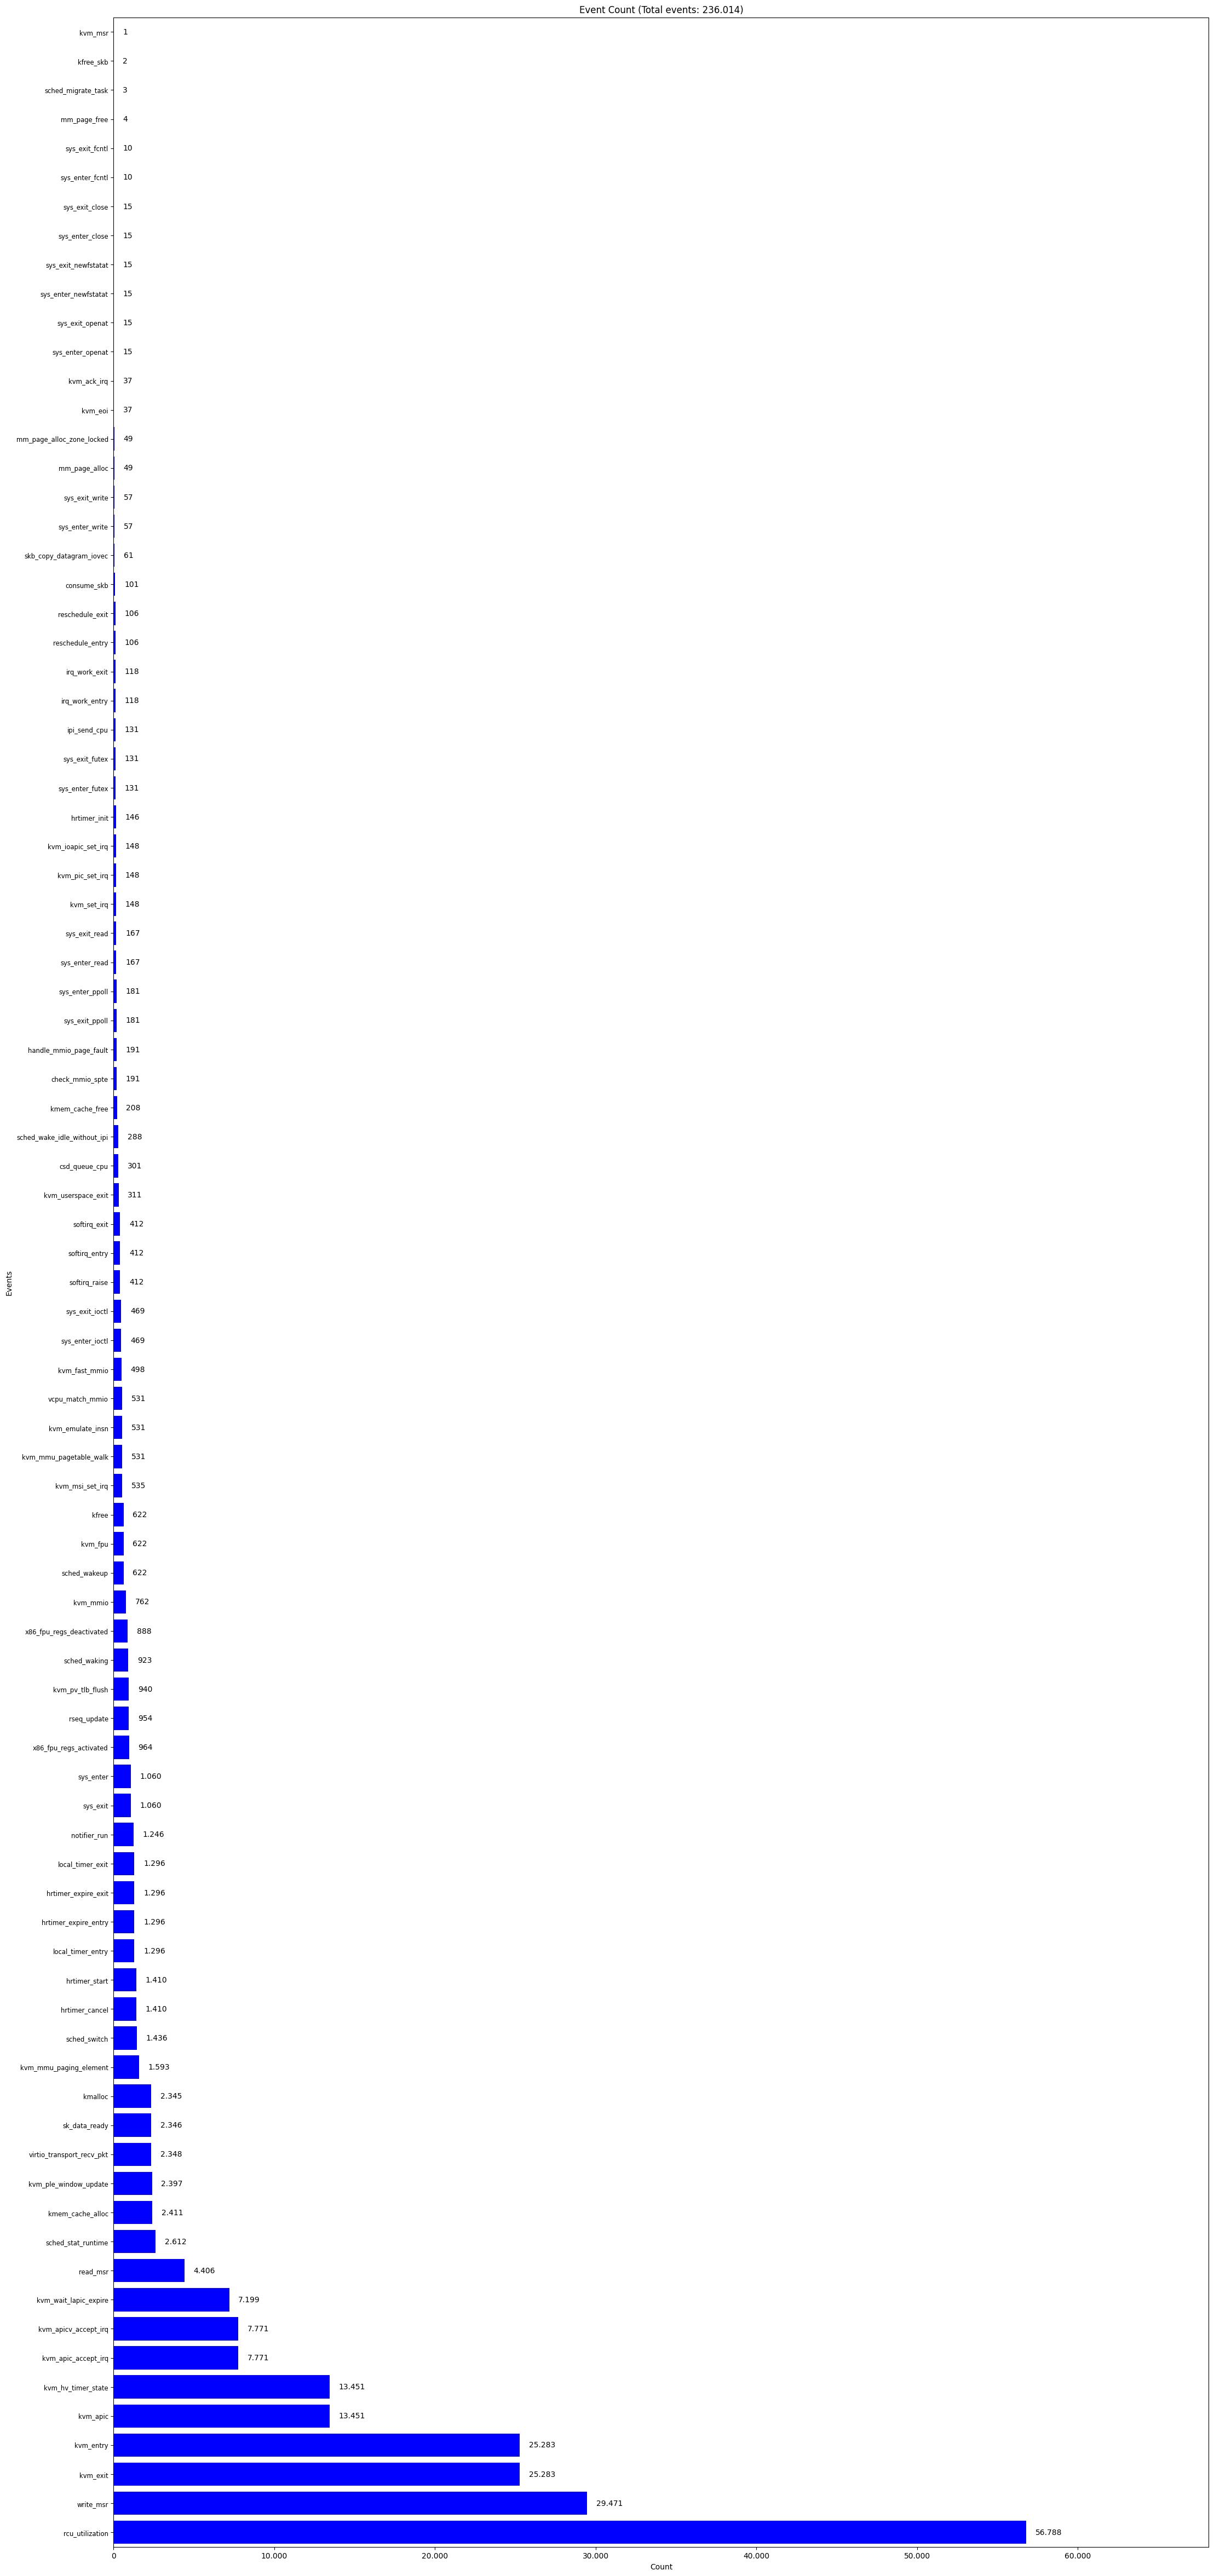 Event Count (Total events: 236.014)
kvm_msr 1
kfree_skb 2
sched_migrate_task 3
mm_page_free 4
sys_exit_fcntl 10
sys_enter_fcntl 10
sys_exit_close 15
sys_enter_close 15
sys_exit_newfstatat 15
sys_enter_newfstatat 15
sys_exit_openat 15
sys_enter_openat 15
kvm_ack_irq 37
kvm_eoi 37
mm_page_alloc_zone_locked 49
mm_page_alloc 49
sys_exit_write 57
sys_enter_write 57
skb_copy_datagram_iovec 61
consume_skb 101
reschedule_exit 106
reschedule_entry 106
irq_work_exit 118
irq_work_entry 118
ipi_send_cpu 131
sys_exit_futex 131
sys_enter_futex 131
hrtimer_init 146
kvm_ioapic_set_irq 148
kvm_pic_set_irq 148
kvm_set_irq 148
sys_exit_read 167
sys_enter_read 167
sys_enter_ppoll 181
sys_exit_ppoll 181
handle_mmio_page_fault 191
check_mmio_spte 191
kmem_cache_free 208
sched_wake_idle_without_ipi 288
csd_queue_cpu 301
kvm_userspace_exit 311
softirq_exit 412
softirq_entry 412
softirq_raise 412
Events
sys_exit_ioctl 469
sys_enter_ioctl 469
kvm_fast_mmio 498
vcpu_match_mmio 531
kvm_emulate_insn 531
kvm_mmu_pagetable_walk 531
kvm_msi_set_irq 535
kfree 622
kvm_fpu 622
sched_wakeup 622
kvm_mmio 762
x86_fpu_regs_deactivated 888
sched_waking 923
kvm_pv_tlb_flush 940
rseq_update 954
x86_fpu_regs_activated 964
sys_enter 1.060
sys_exit 1.060
notifier_run 1.246
local_timer_exit 1.296
hrtimer_expire_exit 1.296
hrtimer_expire_entry 1.296
local_timer_entry 1.296
hrtimer_start 1.410
hrtimer_cancel 1.410
sched_switch 1.436
kvm_mmu_paging_element 1.593
kmalloc 2.345
sk_data_ready 2.346
virtio_transport_recv_pkt 2.348
kvm_ple_window_update 2.397
kmem_cache_alloc 2.411
sched_stat_runtime 2.612
read_msr 4.406
kvm_wait_lapic_expire 7.199
kvm_apicv_accept_irq 7.771
kvm_apic_accept_irq 7.771
kvm_hv_timer_state 13.451
kvm_apic 13.451
kvm_entry 25.283
kvm_exit 25.283
write_msr 29.471
rcu_utilization 56.788
0 10.000 20.000 30.000 40.000 50.000 60.000
Count